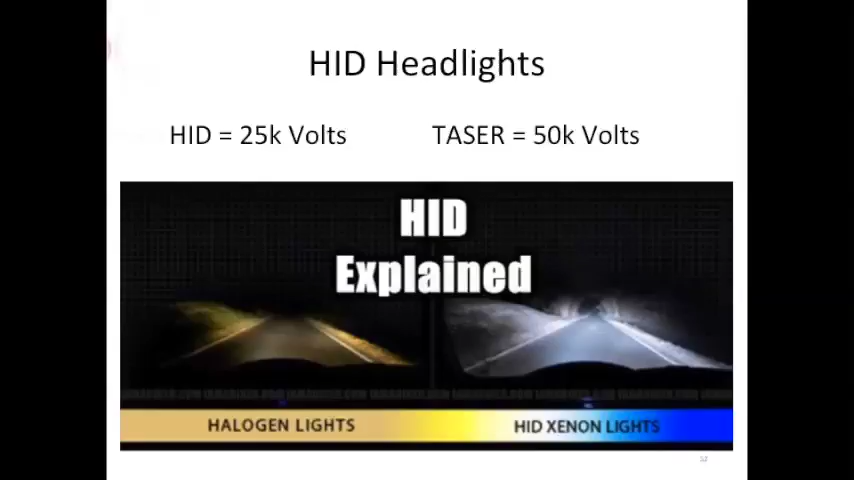 HID Headlights
HID = 25k Volts
TASER = 50k Volts
HID
Explained
HALOGEN LIGHTS
HID XENON LIGHTS